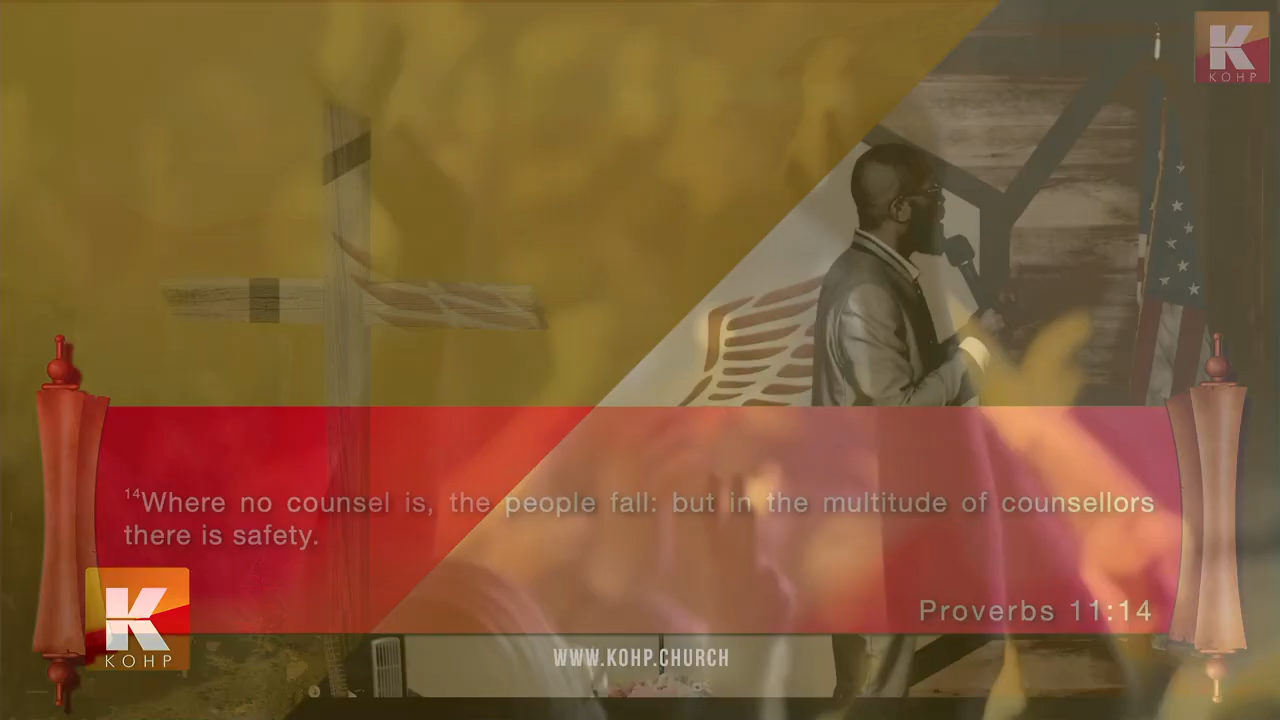 K
KOHP
14Where no counsel is, the people fall: but in the multitude of counsellors
there is safety.
Proverbs 11:14
K
KOHP
WWW.KOHP.CHURCH